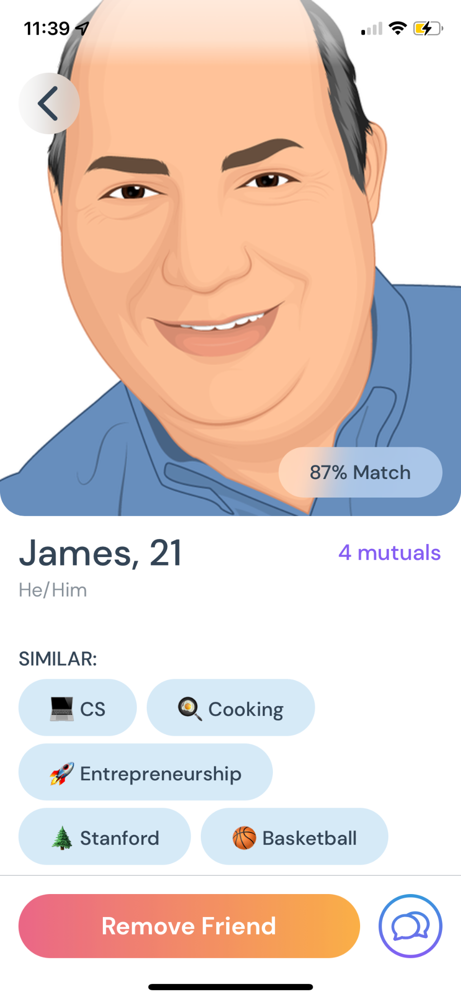 11:39
87% Match
James, 21
4 mutuals
He/Him
SIMILAR:
CS
Cooking
Entrepreneurship
Stanford
Basketball
Remove Friend